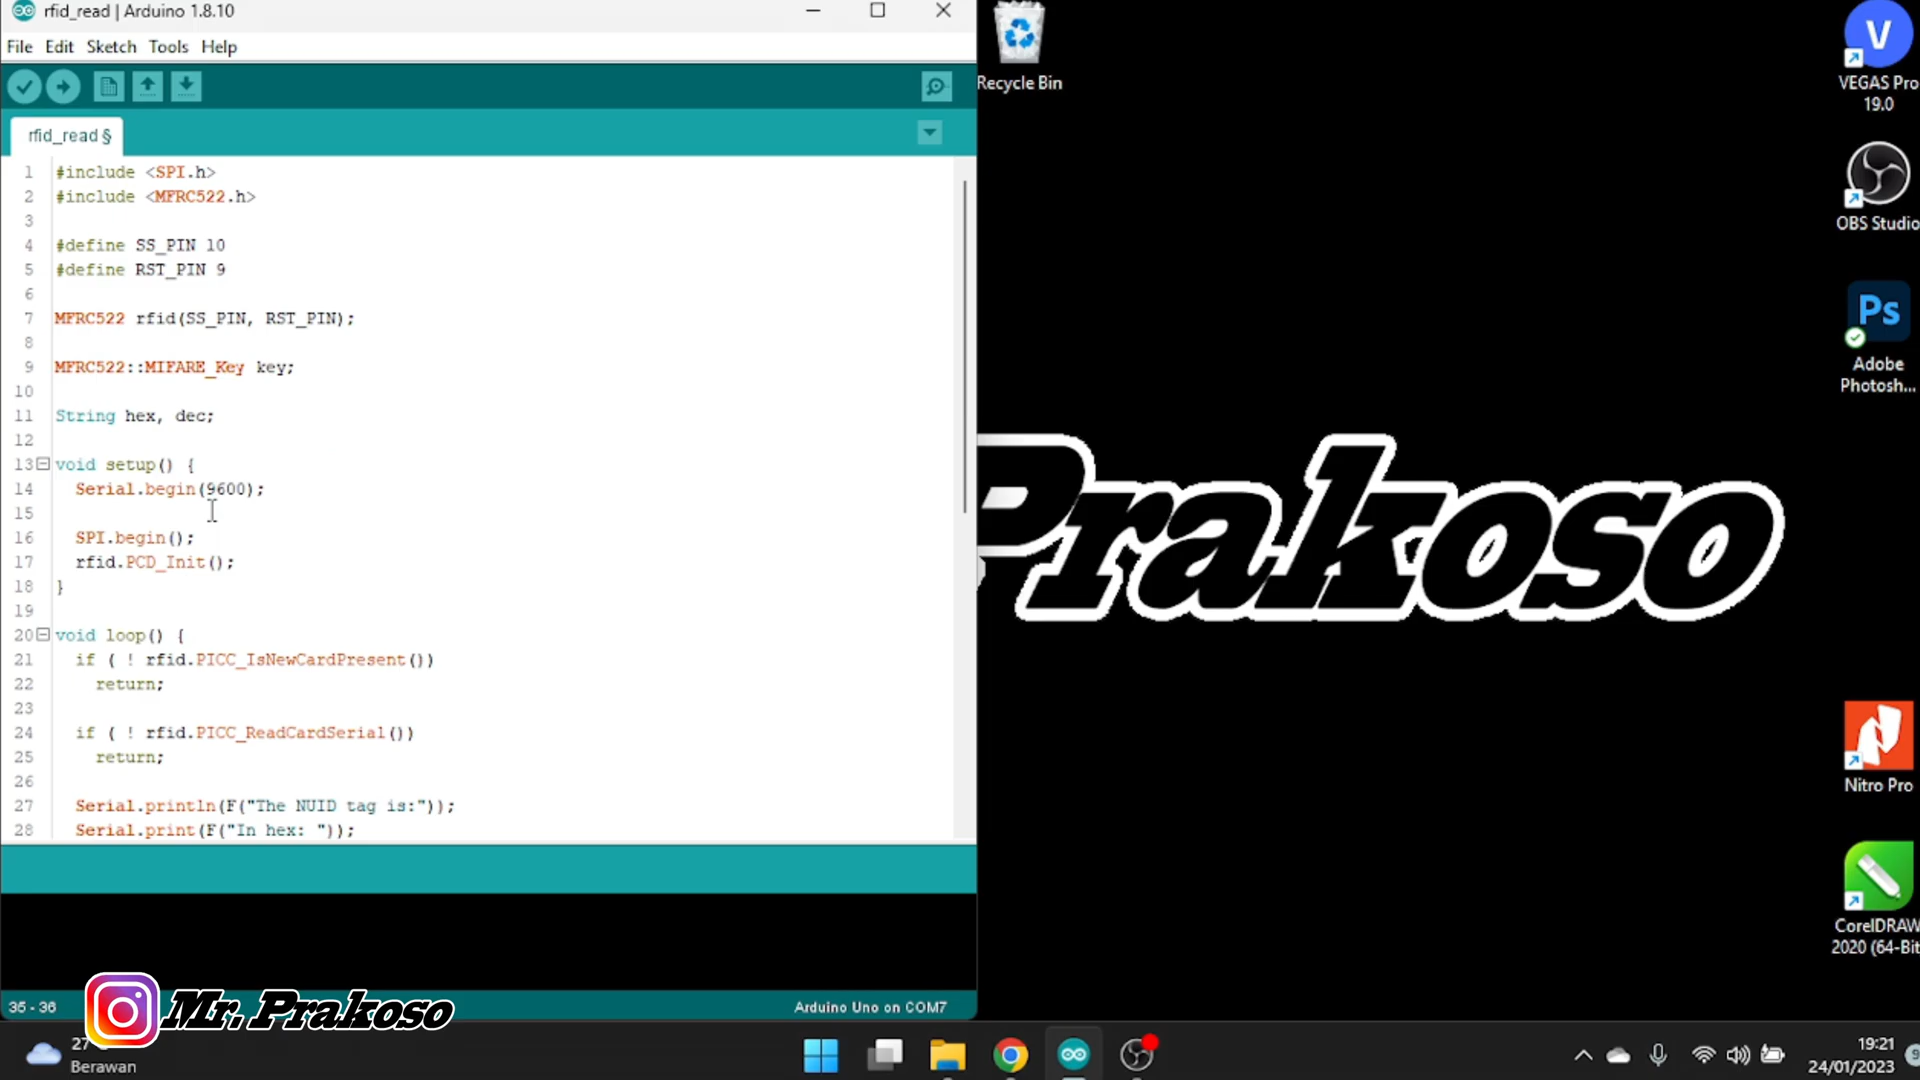 rfid_read | Arduino 1.8.10
File Edit Sketch Tools Help
rfid_read §
1 #include <SPI.h>
2 #include <MFRC522.h>
3
4 #define SS_PIN 10
5 #define RST_PIN 9
6
7 MFRC522 rfid(SS_PIN, RST_PIN);
8
9 MFRC522::MIFARE_Key key;
10
11 String hex, dec;
12
13 void setup() {
14 Serial.begin(9600);
15
16 SPI.begin();
17 rfid.PCD_Init();
18 }
19
20 void loop() {
21 if ( ! rfid.PICC_IsNewCardPresent())
22 return;
23
24 if ( ! rfid.PICC_ReadCardSerial())
25 return;
26
27 Serial.println(F("The NUID tag is:"));
28 Serial.print(F("In hex: "));
35 - 36
Arduino Uno on COM7
Mr. Prakoso
Recycle Bin
Prakoso
V
VEGAS Pro
19.0
OBS Studio
Ps
Adobe
Photosh...
Nitro Pro
CorelDRAW
2020 (64-Bit
27°
Berawan
19:21
24/01/2023